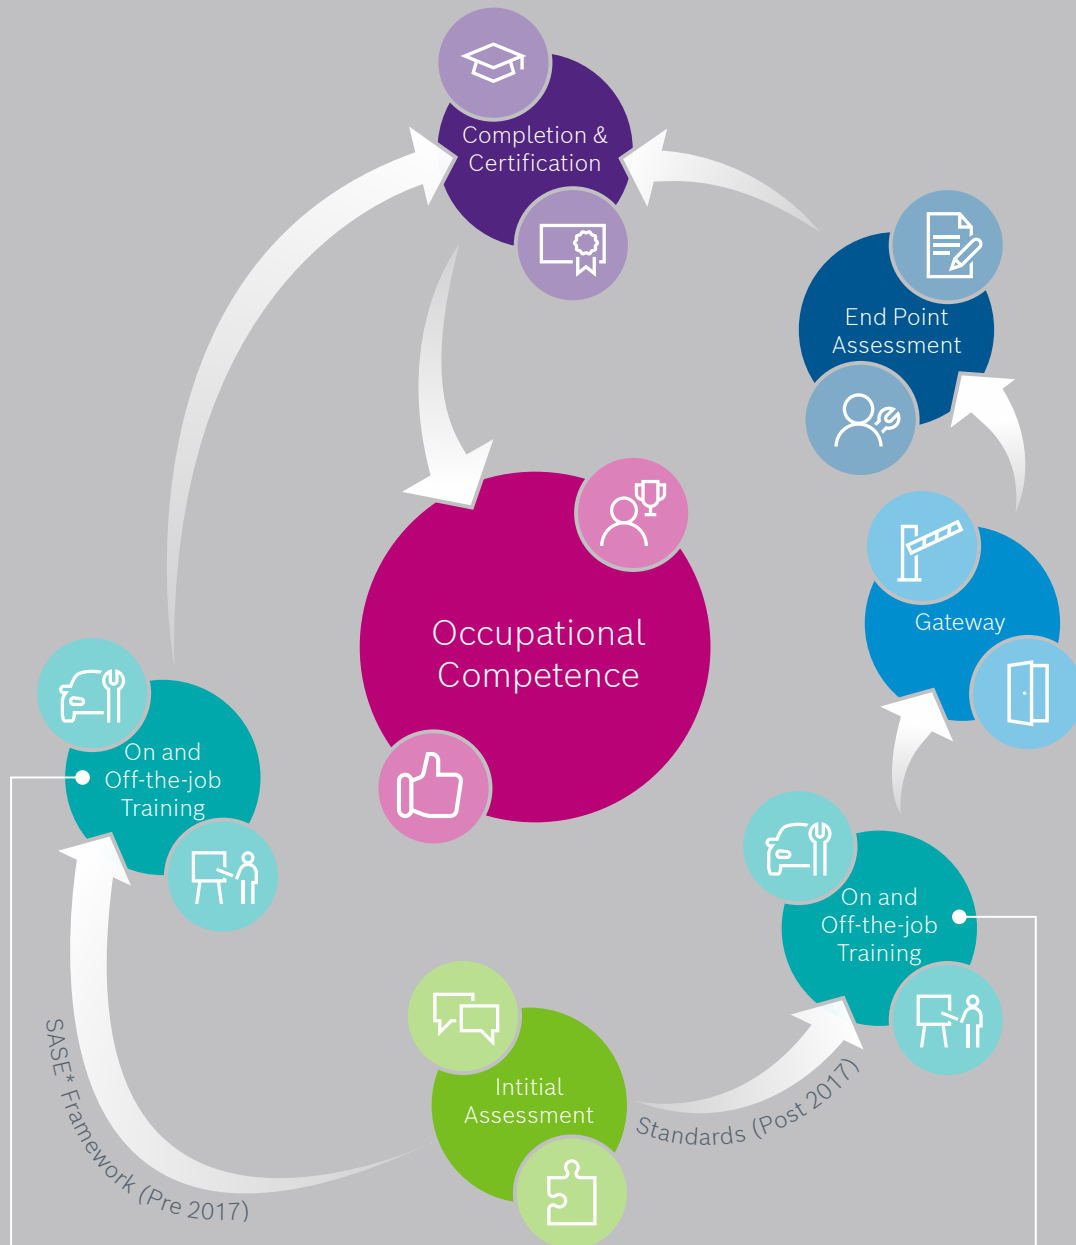 Completion &
Certification
End Point
Assessment
Gateway
Occupational
Competence
On and
Off-the-job
Training
On and
Off-the-job
Training
Intitial
Assessment
SASE* Framework (Pre 2017)
Standards (Post 2017)